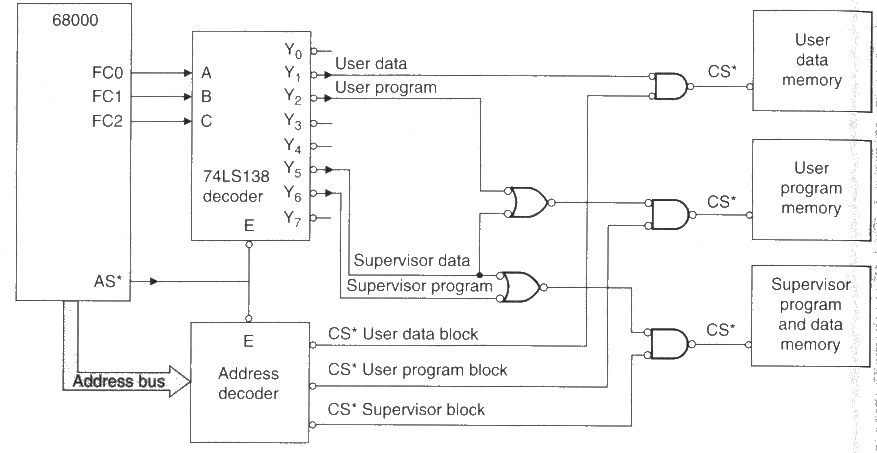 68000
FC0
FC1
FC2
AS*
A
B
C
74LS138
decoder
E
Y0
Y1
Y2
Y3
Y4
Y5
Y6
Y7
User data
User program
Supervisor data
Supervisor program
E
Address
decoder
Address bus
CS* User data block
CS* User program block
CS* Supervisor block
CS*
User
data
memory
CS*
User
program
memory
CS*
Supervisor
program
and data
memory